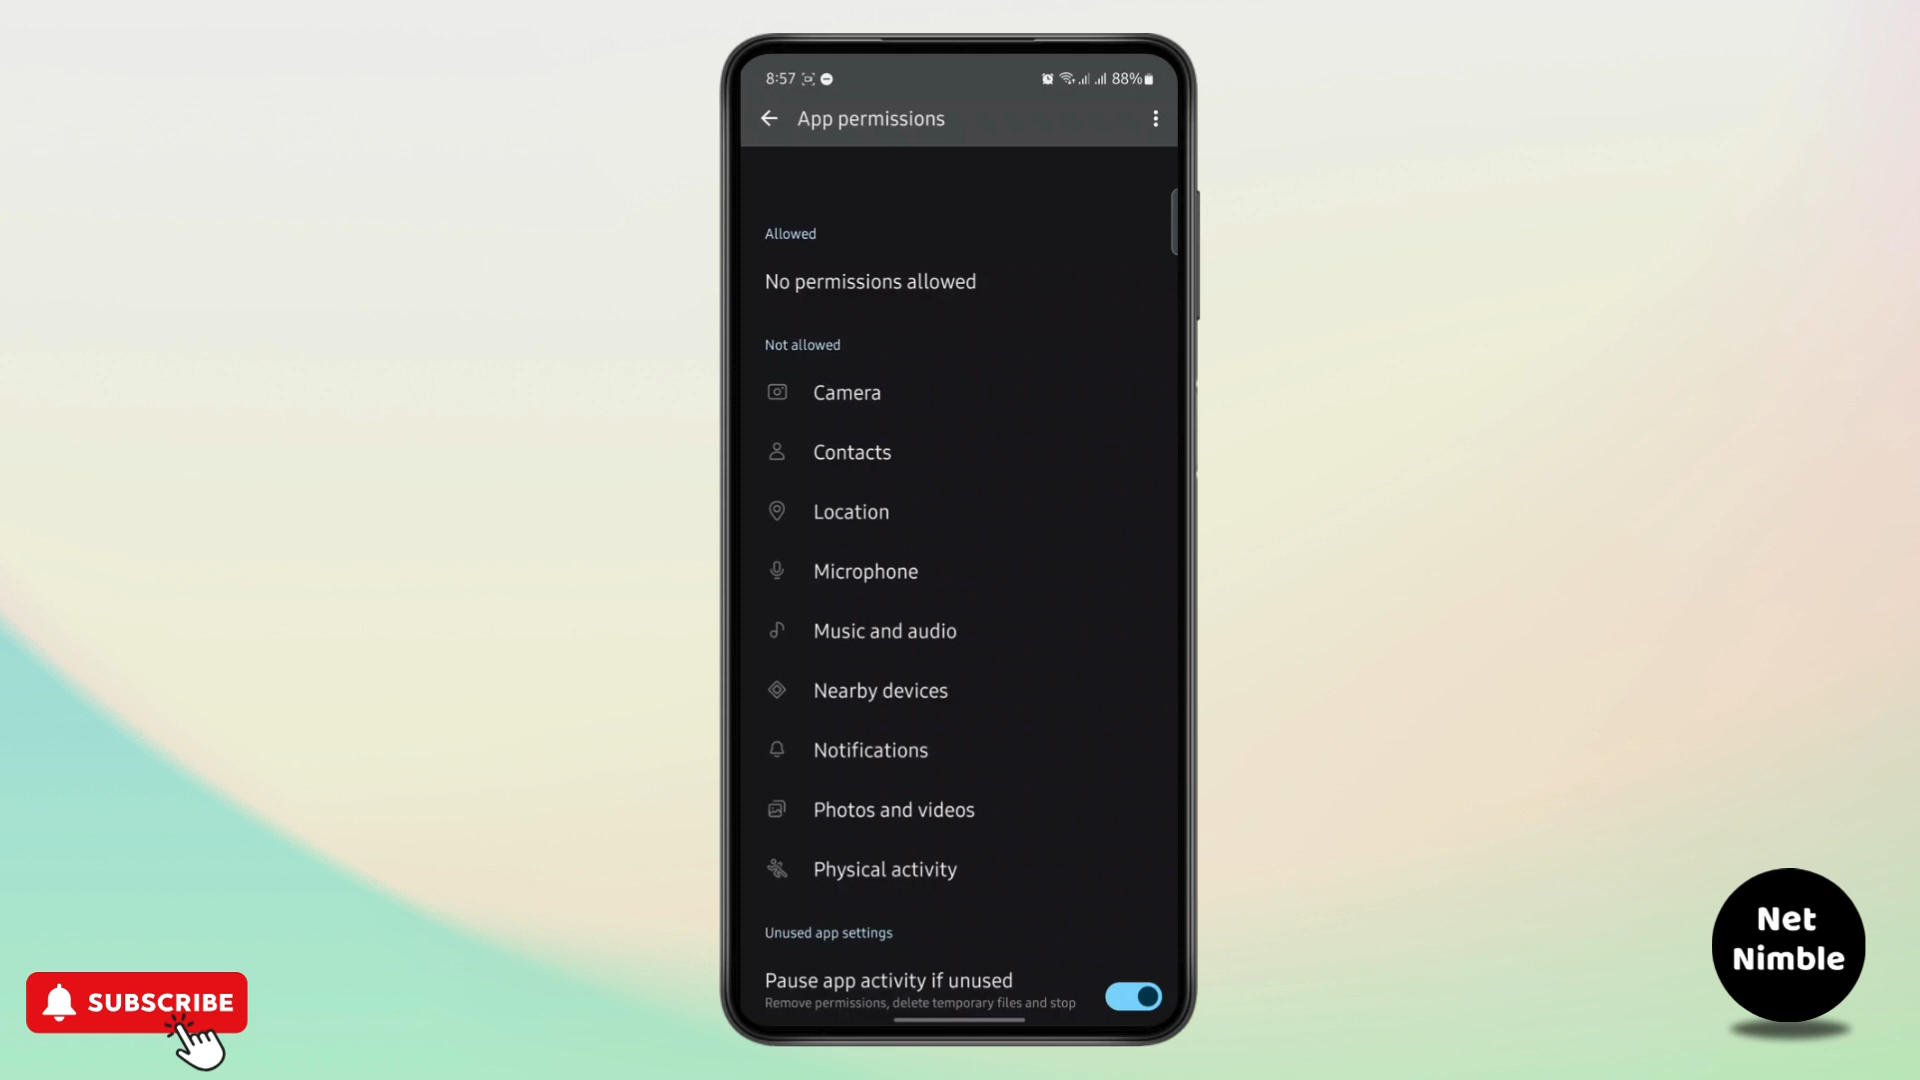 8:57
88%
App permissions
Allowed
No permissions allowed
Not allowed
Camera
Contacts
Location
Microphone
Music and audio
Nearby devices
Notifications
Photos and videos
Physical activity
Unused app settings
Pause app activity if unused
Remove permissions, delete temporary files and stop
SUBSCRIBE
Net
Nimble